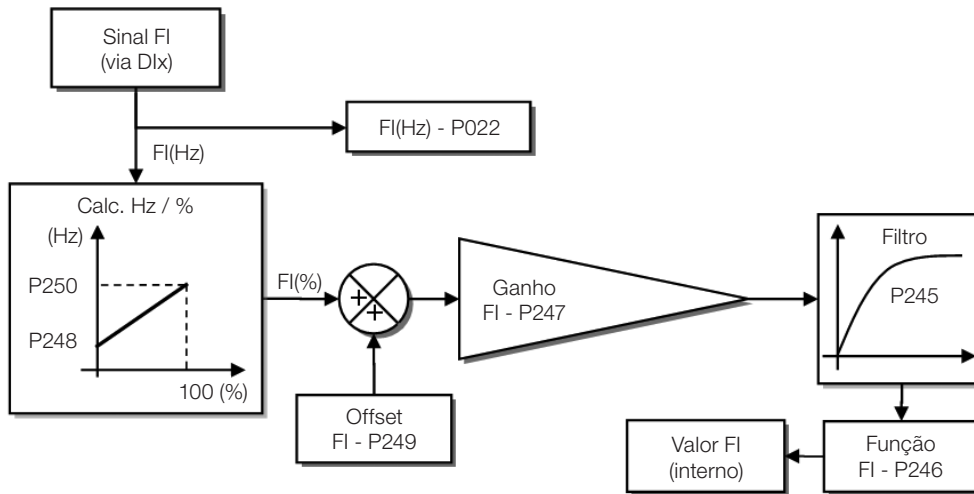 Sinal FI
(via DIx)
FI(Hz) - P022
FI(Hz)
Calc. Hz / %
(Hz)
P250
P248
100 (%)
FI(%)
+
+
Offset
FI - P249
Ganho
FI - P247
Filtro
P245
Função
FI - P246
Valor FI
(interno)